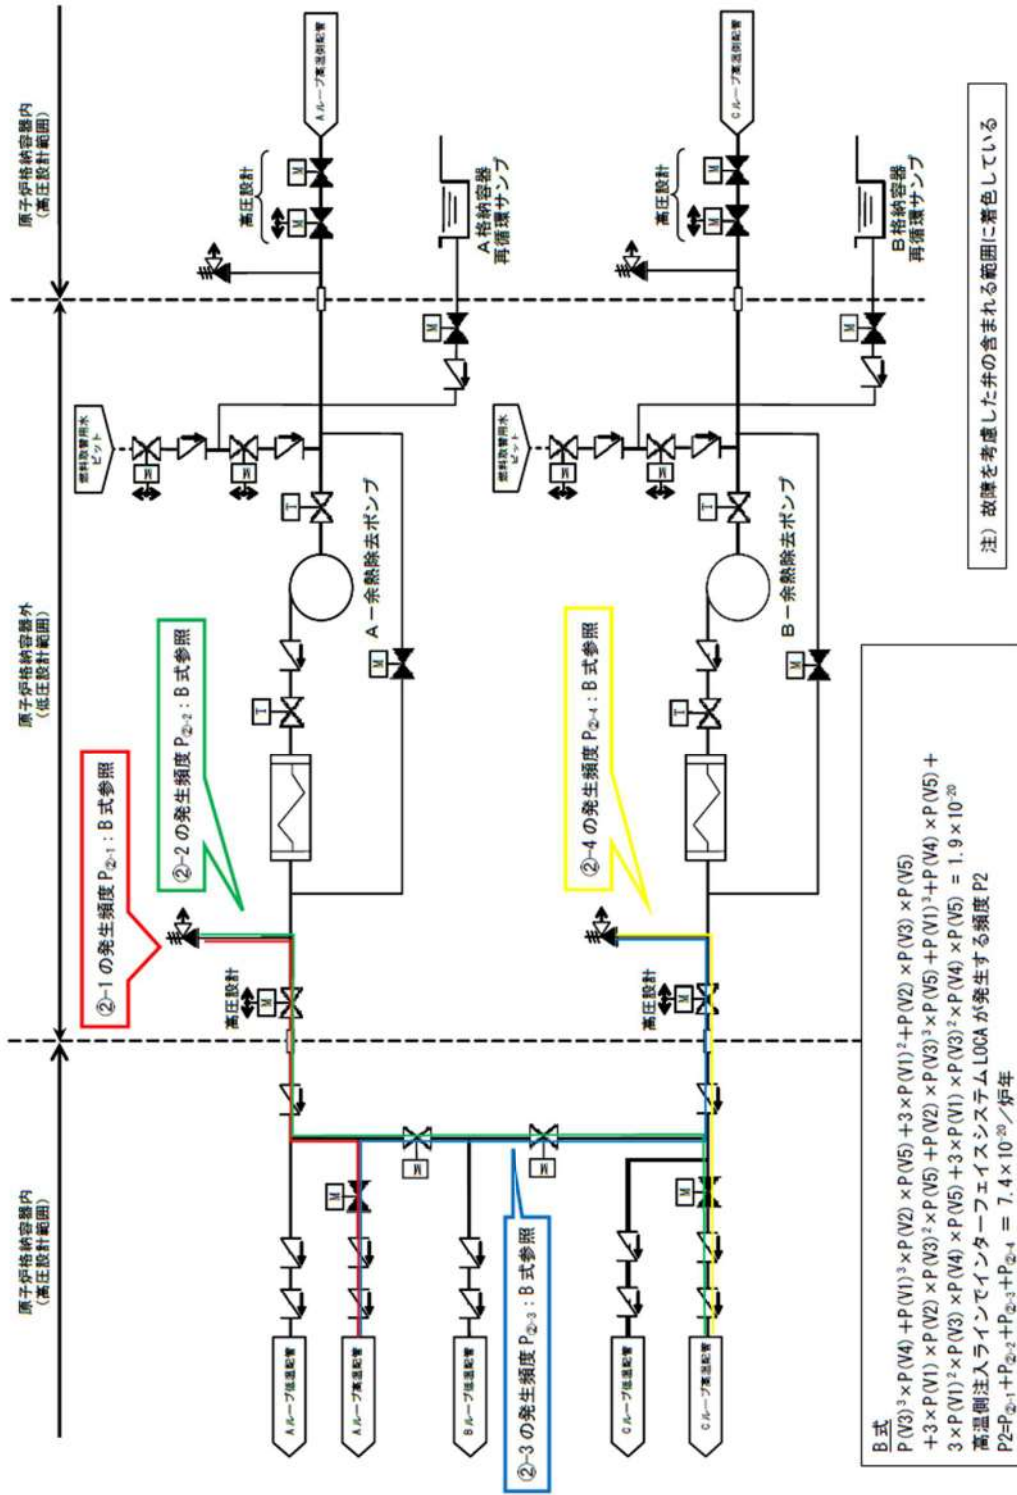 原子炉格納容器内
(高圧設計範囲)
原子炉格納容器外
(低圧設計範囲)
原子炉格納容器内
(高圧設計範囲)
②-1 の発生頻度 P②-1：B 式参照
②-2 の発生頻度 P②-2：B 式参照
燃料取替用水
ピット
M
M
T
T
M
M
M
M
M
高圧設計
高圧設計
Aループ高温側配管
A格納容器
再循環サンプ
A－余熱除去ポンプ
Aループ低温配管
Aループ高温配管
Bループ低温配管
M
M
M
②-3 の発生頻度 P②-3：B 式参照
②-4 の発生頻度 P②-4：B 式参照
燃料取替用水
ピット
M
M
T
T
M
M
M
M
M
M
高圧設計
高圧設計
Cループ高温側配管
B格納容器
再循環サンプ
B－余熱除去ポンプ
Cループ低温配管
Cループ高温配管
B 式
P(V3)³×P(V4)+P(V1)³×P(V2)×P(V5)+3×P(V1)²+P(V2)×P(V3)×P(V5)
+3×P(V1)×P(V2)×P(V3)²×P(V5)+P(V2)×P(V3)³×P(V5)+P(V1)³+P(V4)×P(V5)+
3×P(V1)²×P(V3)×P(V4)×P(V5)+3×P(V1)×P(V3)²×P(V4)×P(V5) = 1.9×10⁻²⁰
高温側注入ラインでインターフェイスシステム LOCA が発生する頻度 P2
P2=P②-1+P②-2+P②-3+P②-4 = 7.4×10⁻²⁰／炉年
注）故障を考慮した弁の含まれる範囲に着色している